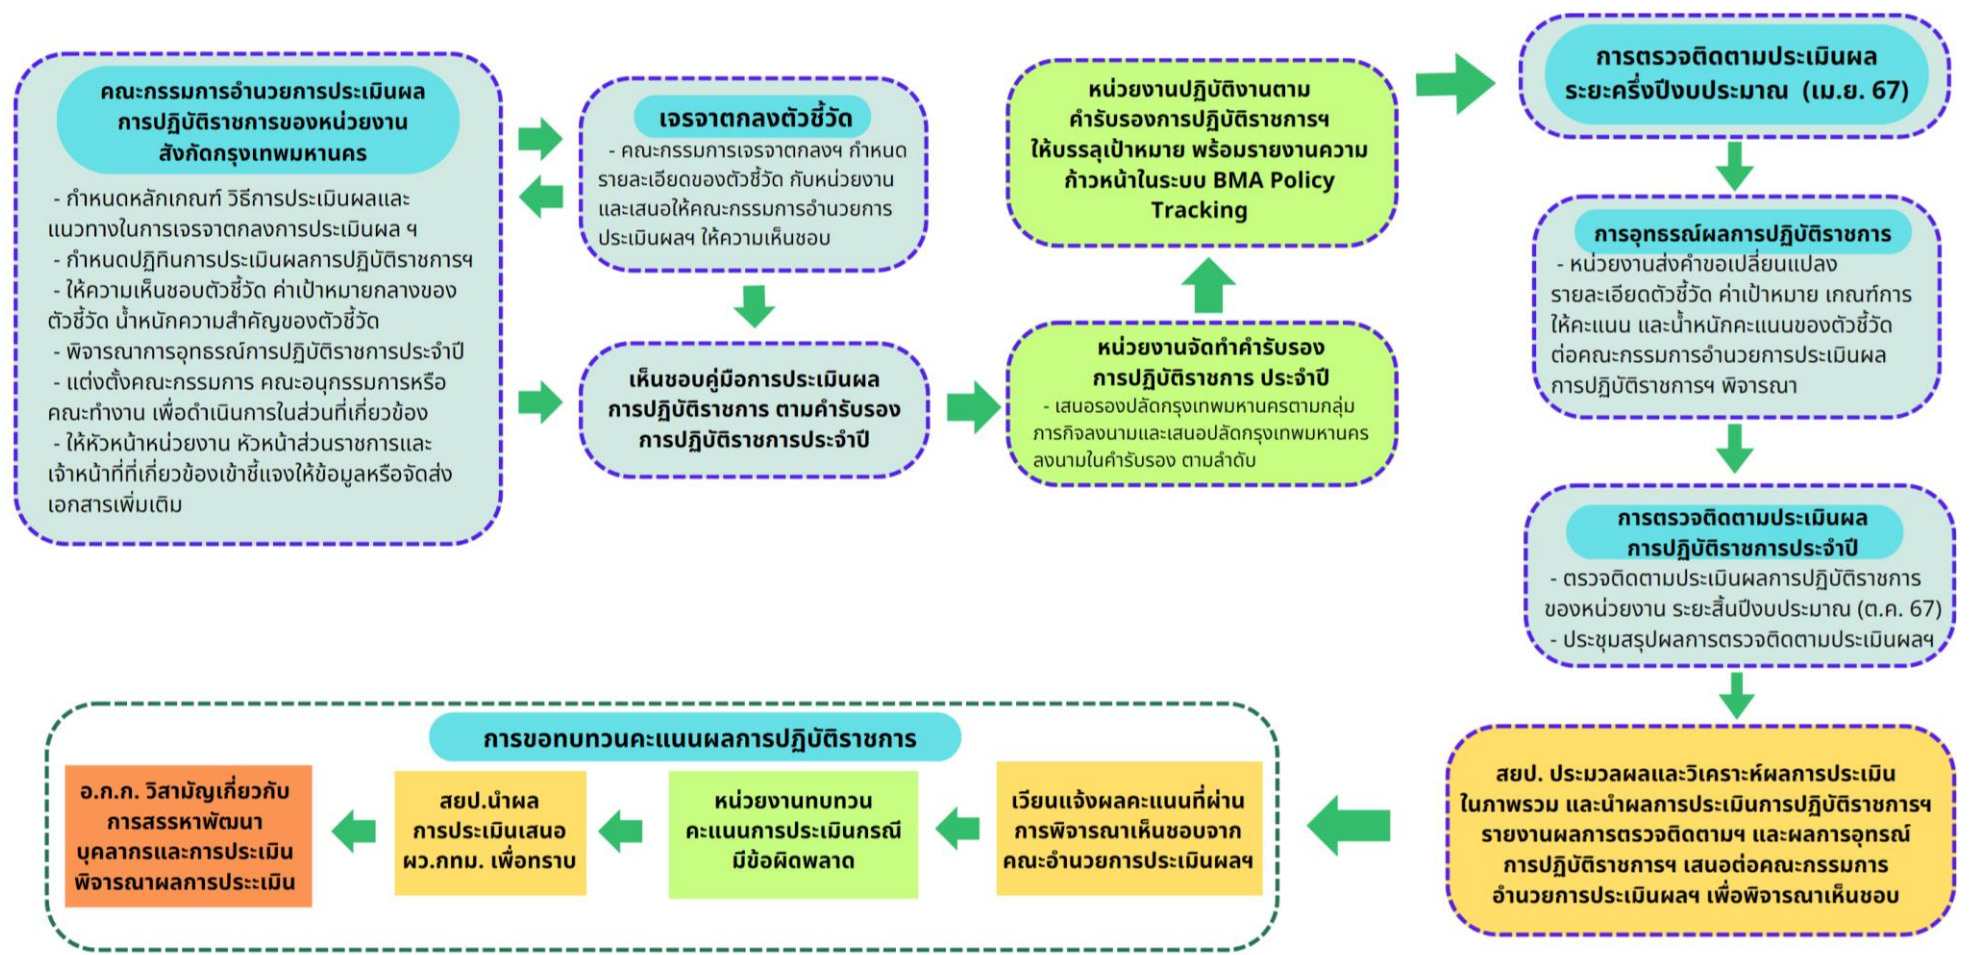 คณะกรรมการอำนวยการประเมินผล
การปฏิบัติราชการของหน่วยงาน
สังกัดกรุงเทพมหานคร
- กำหนดหลักเกณฑ์ วิธีการประเมินผลและ
แนวทางในการเจรจาตกลงการประเมินผล ฯ
- กำหนดปฏิทินการประเมินผลการปฏิบัติราชการฯ
- ให้ความเห็นชอบตัวชี้วัด ค่าเป้าหมายกลางของ
ตัวชี้วัด น้ำหนักความสำคัญของตัวชี้วัด
- พิจารณาการอุทธรณ์การปฏิบัติราชการประจำปี
- แต่งตั้งคณะกรรมการ คณะอนุกรรมการหรือ
คณะทำงาน เพื่อดำเนินการในส่วนที่เกี่ยวข้อง
- ให้หัวหน้าหน่วยงาน หัวหน้าส่วนราชการและ
เจ้าหน้าที่ที่เกี่ยวข้องเข้าชี้แจงให้ข้อมูลหรือจัดส่ง
เอกสารเพิ่มเติม
เจรจาตกลงตัวชี้วัด
- คณะกรรมการเจรจาตกลงฯ กำหนด
รายละเอียดของตัวชี้วัด กับหน่วยงาน
และเสนอให้คณะกรรมการอำนวยการ
ประเมินผลฯ ให้ความเห็นชอบ
เห็นชอบคู่มือการประเมินผล
การปฏิบัติราชการ ตามคำรับรอง
การปฏิบัติราชการประจำปี
หน่วยงานจัดทำคำรับรอง
การปฏิบัติราชการ ประจำปี
- เสนอรองปลัดกรุงเทพมหานครตามกลุ่ม
ภารกิจลงนามและเสนอปลัดกรุงเทพมหานคร
ลงนามในคำรับรอง ตามลำดับ
หน่วยงานปฏิบัติงานตาม
คำรับรองการปฏิบัติราชการฯ
ให้บรรลุเป้าหมาย พร้อมรายงานความ
ก้าวหน้าในระบบ BMA Policy
Tracking
การตรวจติดตามประเมินผล
ระยะครึ่งปีงบประมาณ (เม.ย. 67)
การอุทธรณ์ผลการปฏิบัติราชการ
- หน่วยงานส่งคำขอเปลี่ยนแปลง
รายละเอียดตัวชี้วัด ค่าเป้าหมาย เกณฑ์การ
ให้คะแนน และน้ำหนักคะแนนของตัวชี้วัด
ต่อคณะกรรมการอำนวยการประเมินผล
การปฏิบัติราชการฯ พิจารณา
การตรวจติดตามประเมินผล
การปฏิบัติราชการประจำปี
- ตรวจติดตามประเมินผลการปฏิบัติราชการ
ของหน่วยงาน ระยะสิ้นปีงบประมาณ (ต.ค. 67)
- ประชุมสรุปผลการตรวจติดตามประเมินผลฯ
สยป. ประมวลผลและวิเคราะห์ผลการประเมิน
ในภาพรวม และนำผลการประเมินการปฏิบัติราชการฯ
รายงานผลการตรวจติดตามฯ และผลการอุทรณ์
การปฏิบัติราชการฯ เสนอต่อคณะกรรมการ
อำนวยการประเมินผลฯ เพื่อพิจารณาเห็นชอบ
การขอทบทวนคะแนนผลการปฏิบัติราชการ
เวียนแจ้งผลคะแนนที่ผ่าน
การพิจารณาเห็นชอบจาก
คณะอำนวยการประเมินผลฯ
หน่วยงานทบทวน
คะแนนการประเมินกรณี
มีข้อผิดพลาด
สยป.นำผล
การประเมินเสนอ
ผว.กทม. เพื่อทราบ
อ.ก.ก. วิสามัญเกี่ยวกับ
การสรรหาพัฒนา
บุคลากรและการประเมิน
พิจารณาผลการประะเมิน